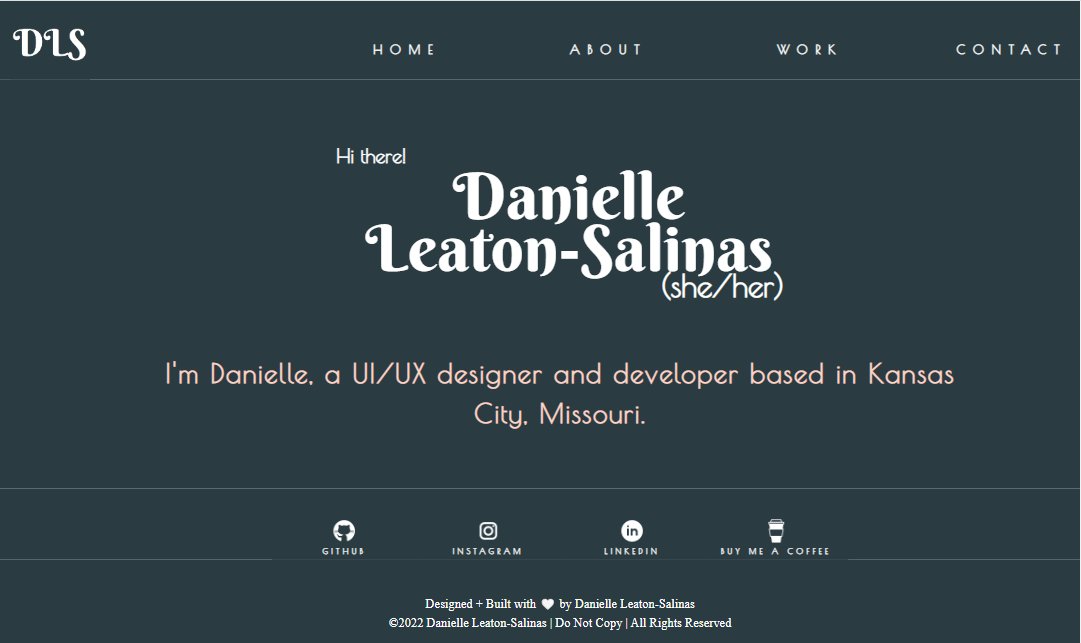 DLS
HOME ABOUT WORK CONTACT
Hi there!
Danielle
Leaton-Salinas
(she/her)
I'm Danielle, a UI/UX designer and developer based in Kansas
City, Missouri.
GITHUB INSTAGRAM LINKEDIN BUY ME A COFFEE
Designed + Built with ♥ by Danielle Leaton-Salinas
©2022 Danielle Leaton-Salinas | Do Not Copy | All Rights Reserved